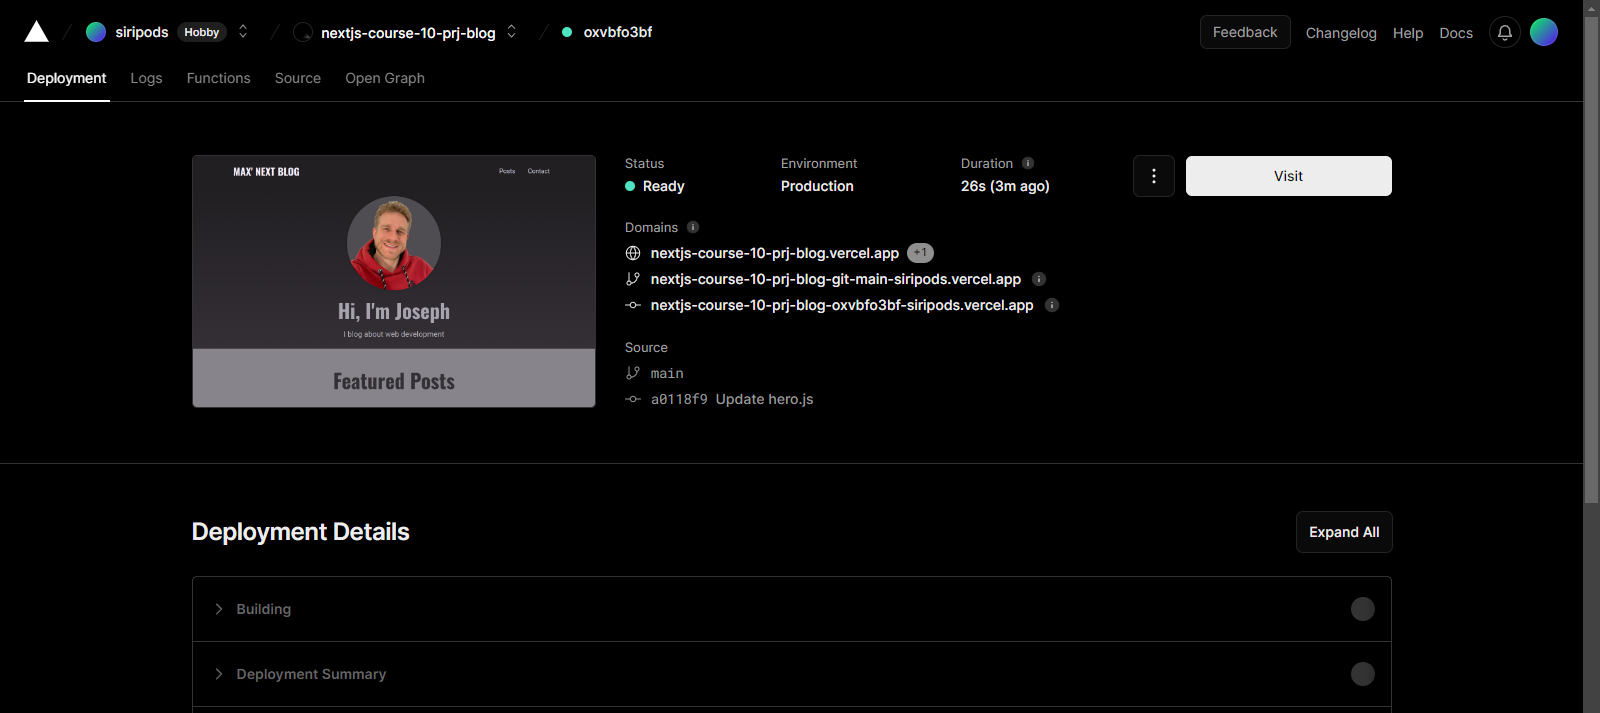 siripods Hobby nextjs-course-10-prj-blog oxvbfo3bf Feedback Changelog Help Docs
Deployment Logs Functions Source Open Graph
MAX' NEXT BLOG Posts Contact
Hi, I'm Joseph
I blog about web development
Featured Posts
Status Environment Duration
Ready Production 26s (3m ago)
Visit
Domains
nextjs-course-10-prj-blog.vercel.app +1
nextjs-course-10-prj-blog-git-main-siripods.vercel.app
nextjs-course-10-prj-blog-oxvbfo3bf-siripods.vercel.app
Source
main
a0118f9 Update hero.js
Deployment Details Expand All
Building
Deployment Summary